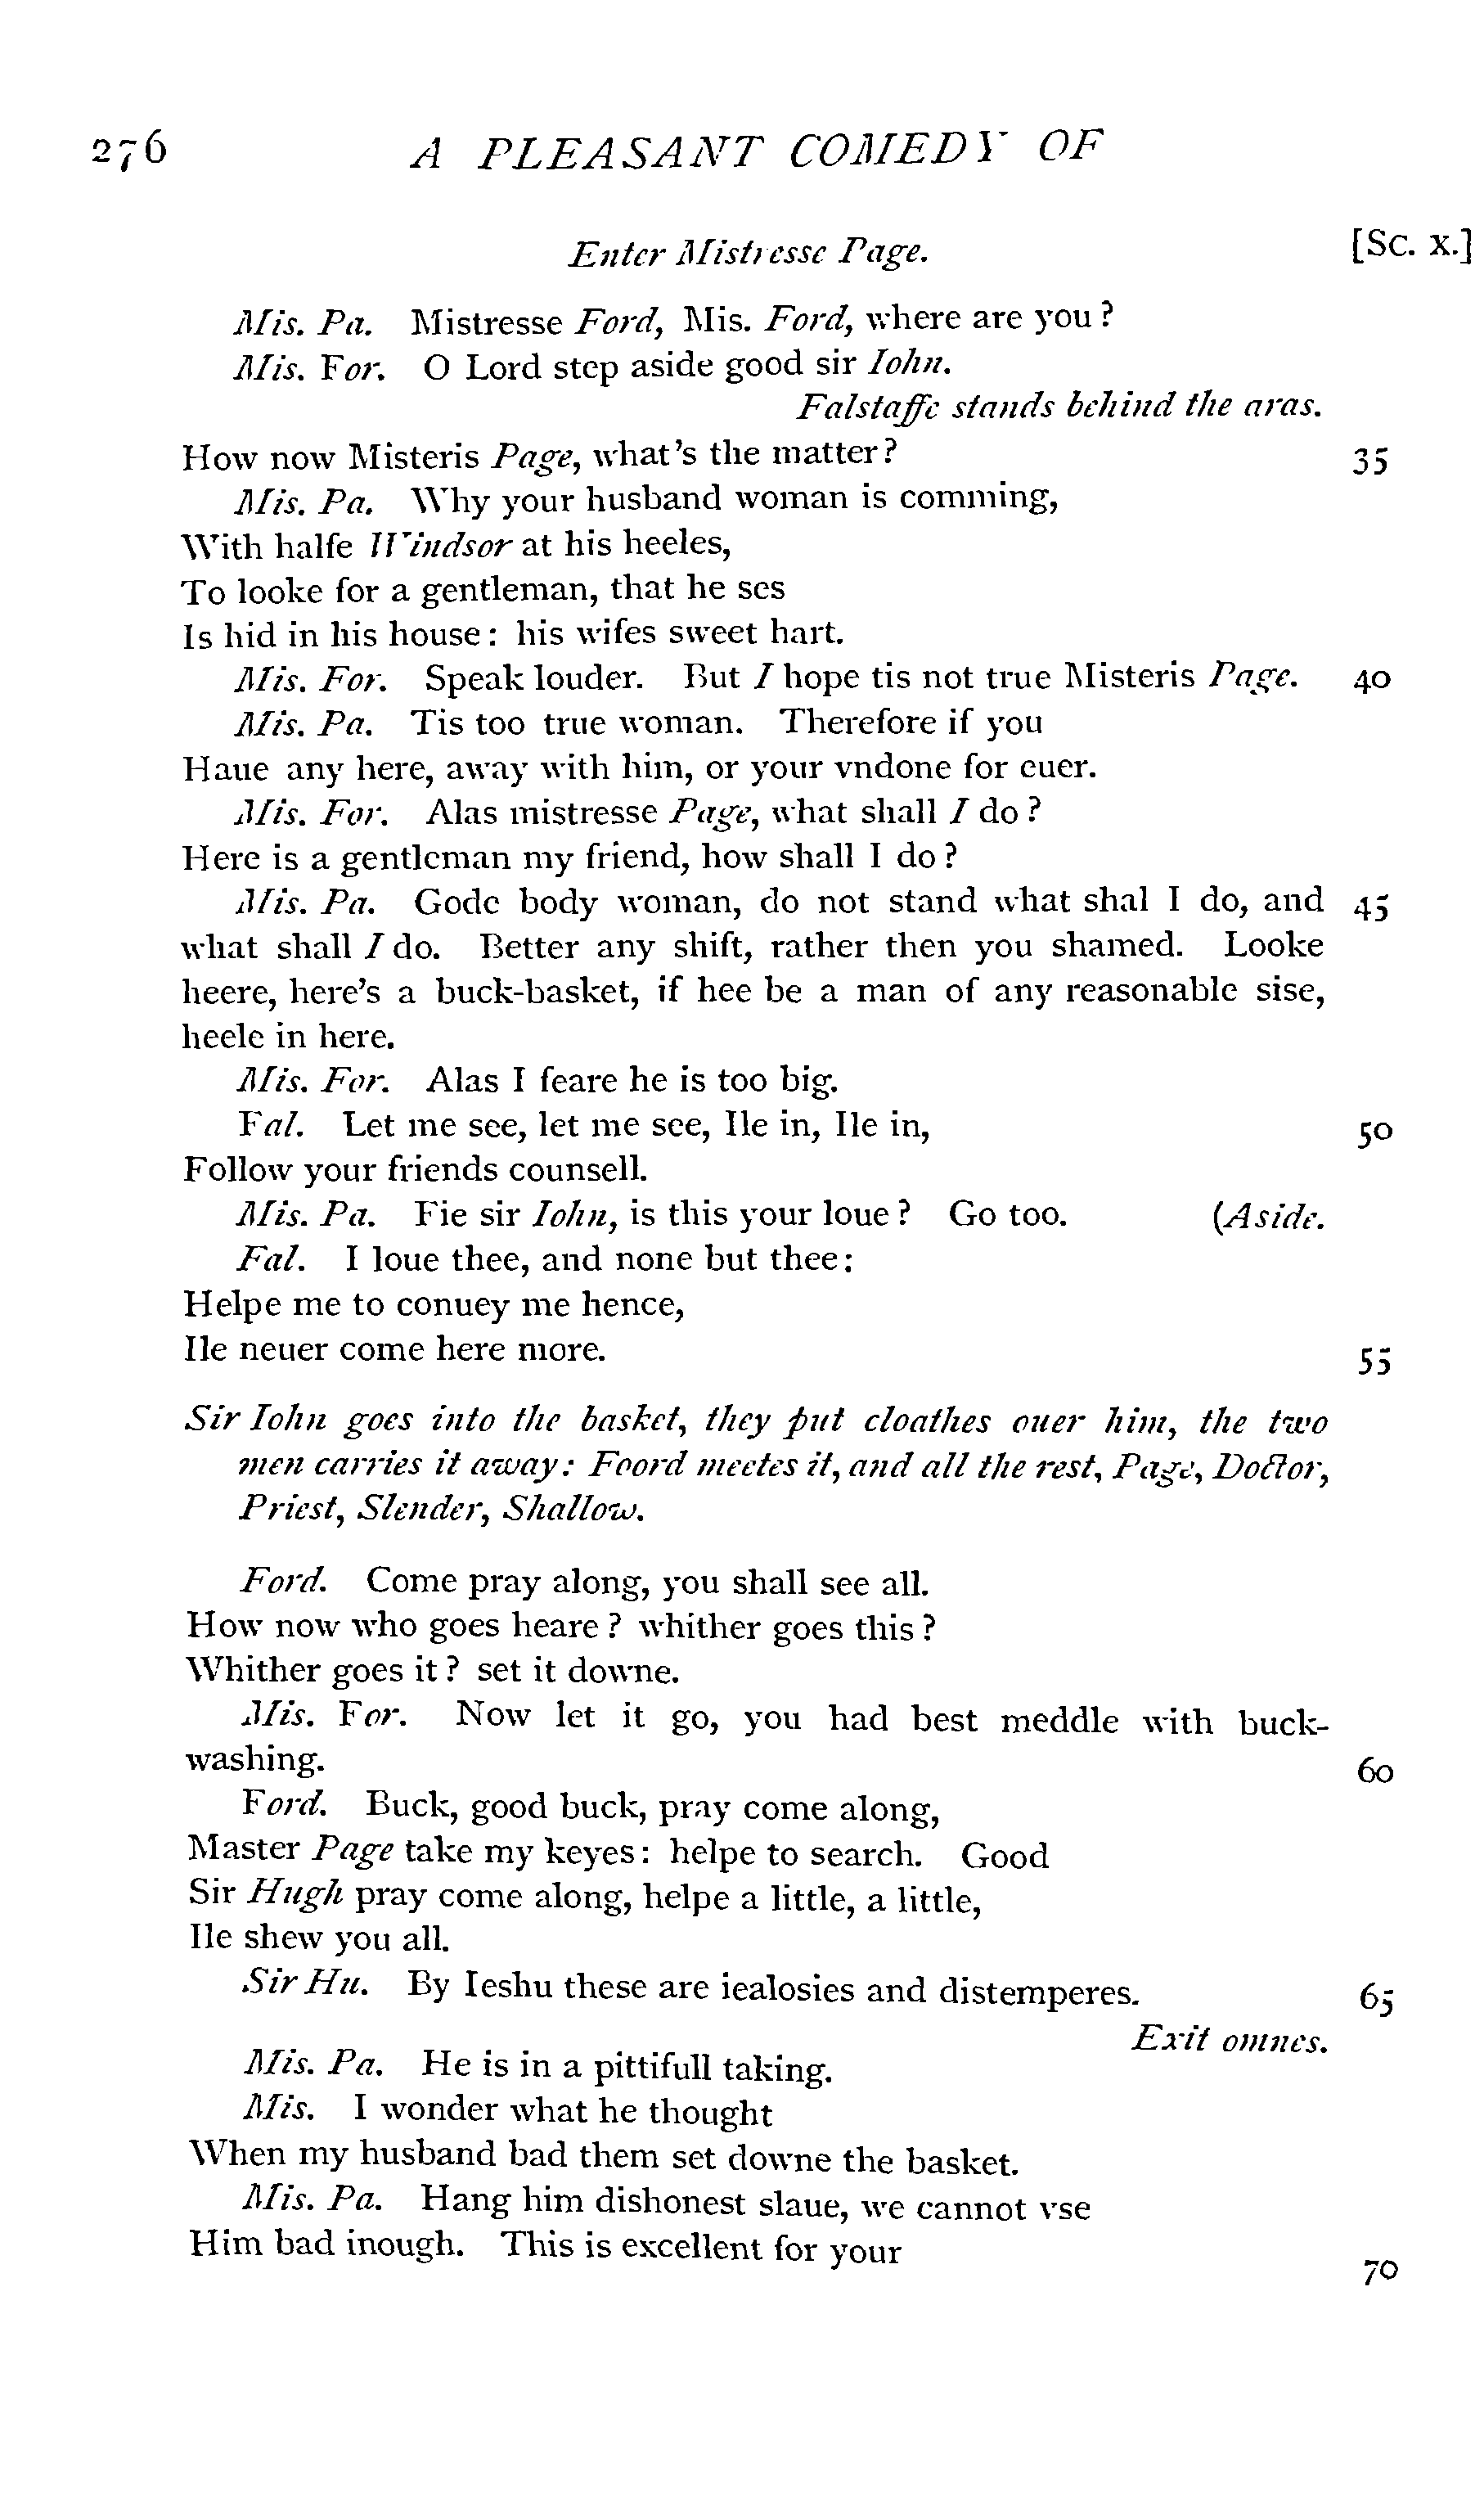 276 A PLEASANT COMEDY OF
Enter Mistresse Page. [Sc. x.]
Mis. Pa. Mistresse Ford, Mis. Ford, where are you ?
Mis. For. O Lord step aside good sir Iohn.
Falstaffe stands behind the aras.
How now Misteris Page, what's the matter? 35
Mis. Pa. Why your husband woman is comming,
With halfe Windsor at his heeles,
To looke for a gentleman, that he ses
Is hid in his house : his wifes sweet hart.
Mis. For. Speak louder. But I hope tis not true Misteris Page. 40
Mis. Pa. Tis too true woman. Therefore if you
Haue any here, away with him, or your vndone for euer.
Mis. For. Alas mistresse Page, what shall I do ?
Here is a gentleman my friend, how shall I do ?
Mis. Pa. Gode body woman, do not stand what shal I do, and 45
what shall I do. Better any shift, rather then you shamed. Looke
heere, here's a buck-basket, if hee be a man of any reasonable sise,
heele in here.
Mis. For. Alas I feare he is too big.
Fal. Let me see, let me see, Ile in, Ile in, 50
Follow your friends counsell.
Mis. Pa. Fie sir Iohn, is this your loue ? Go too. (Aside.
Fal. I loue thee, and none but thee :
Helpe me to conuey me hence,
Ile neuer come here more. 55
Sir Iohn goes into the basket, they put cloathes ouer him, the two
men carries it away : Foord meetes it, and all the rest, Page, Doctor,
Priest, Slender, Shallow.
Ford. Come pray along, you shall see all.
How now who goes heare ? whither goes this ?
Whither goes it ? set it downe.
Mis. For. Now let it go, you had best meddle with buck-
washing. 60
Ford. Buck, good buck, pray come along,
Master Page take my keyes : helpe to search. Good
Sir Hugh pray come along, helpe a little, a little,
Ile shew you all.
Sir Hu. By Ieshu these are iealosies and distemperes. 65
Exit omnes.
Mis. Pa. He is in a pittifull taking.
Mis. I wonder what he thought
When my husband bad them set downe the basket.
Mis. Pa. Hang him dishonest slaue, we cannot vse
Him bad inough. This is excellent for your 70